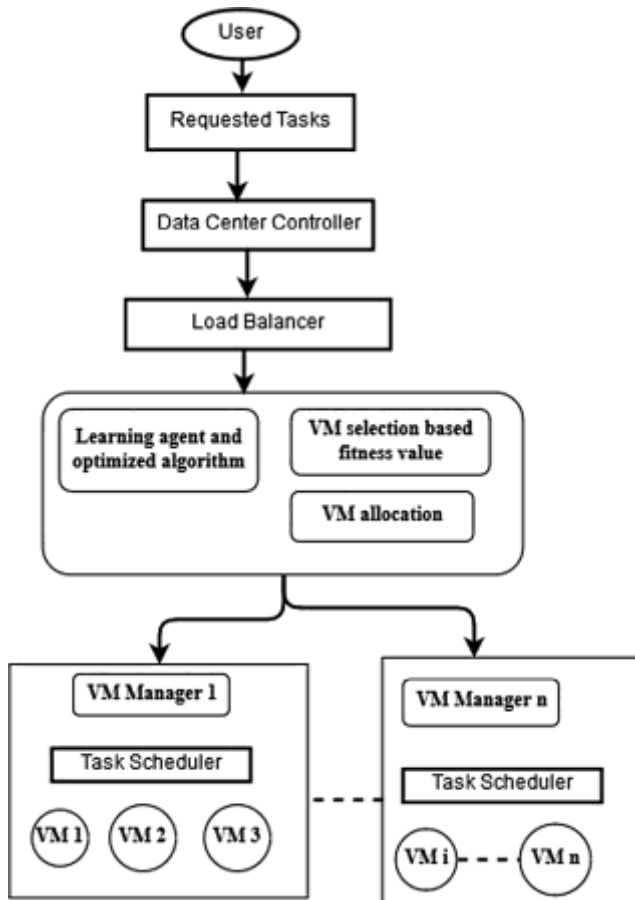 User
Requested Tasks
Data Center Controller
Load Balancer
Learning agent and
optimized algorithm
VM selection based
fitness value
VM allocation
VM Manager 1
Task Scheduler
VM 1
VM 2
VM 3
VM Manager n
Task Scheduler
VM i
VM n